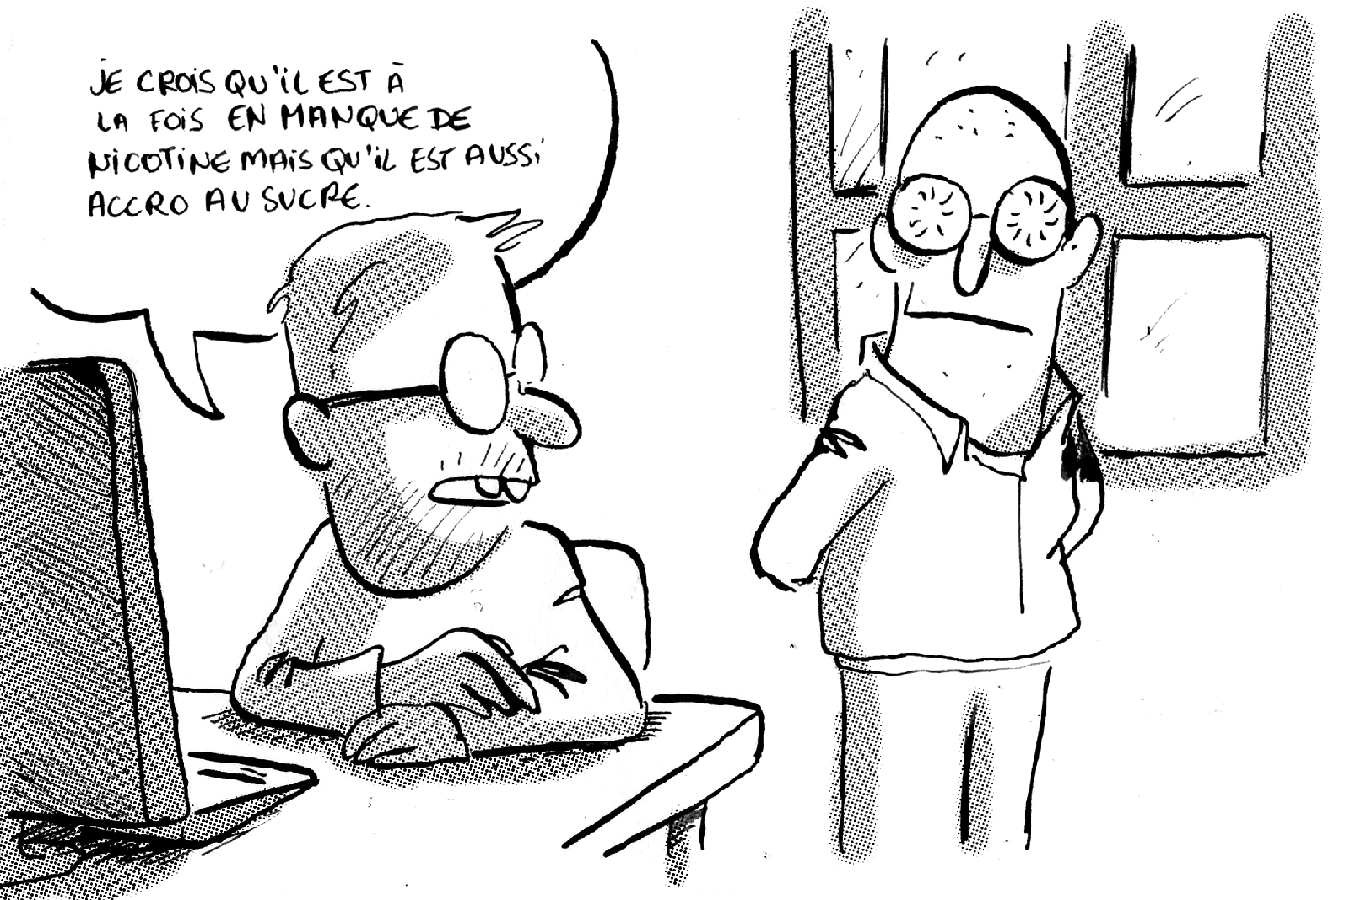 JE CROIS QU'IL EST À
LA FOIS EN MANQUE DE
NICOTINE MAIS QU'IL EST AUSSI
ACCRO AU SUCRE.